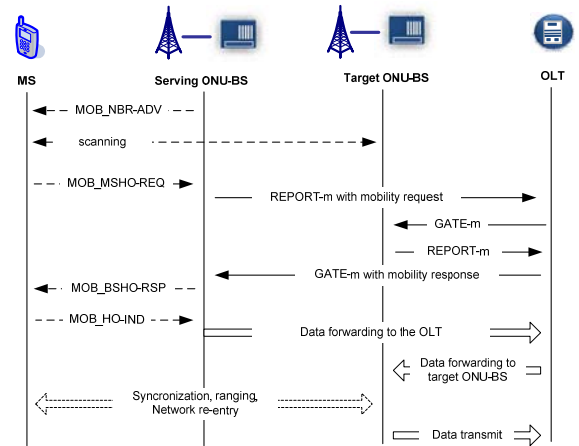 MS
Serving ONU-BS
Target ONU-BS
OLT
MOB_NBR-ADV
scanning
MOB_MSHO-REQ
REPORT-m with mobility request
GATE-m
REPORT-m
GATE-m with mobility response
MOB_BSHO-RSP
MOB_HO-IND
Data forwarding to the OLT
Data forwarding to
target ONU-BS
Syncronization, ranging,
Network re-entry
Data transmit